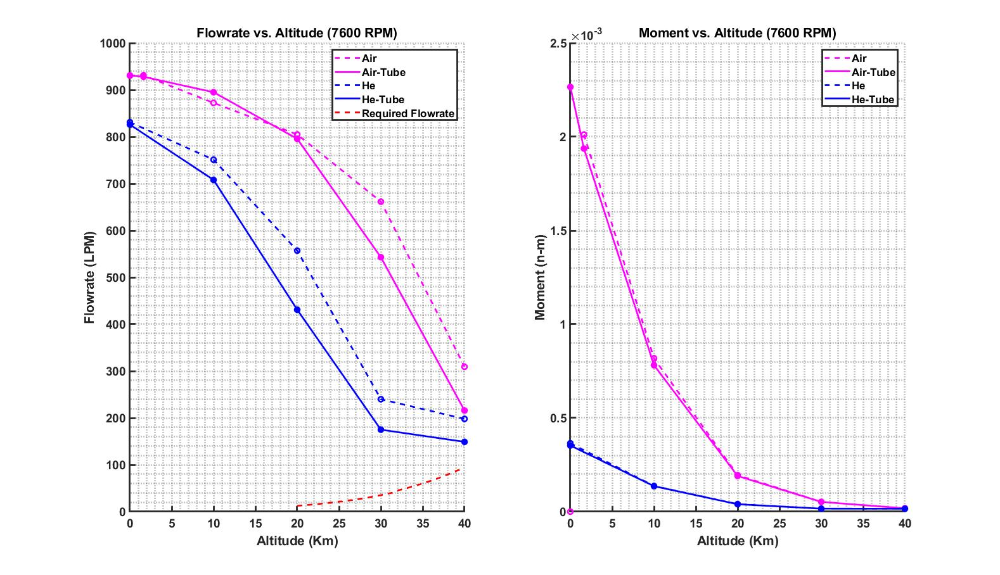 Flowrate vs. Altitude (7600 RPM)
1000
900
800
700
600
500
400
300
200
100
0
Flowrate (LPM)
0 5 10 15 20 25 30 35 40
Altitude (Km)
Air
Air-Tube
He
He-Tube
Required Flowrate
×10-3
Moment vs. Altitude (7600 RPM)
2.5
2
1.5
1
0.5
0
Moment (n-m)
0 5 10 15 20 25 30 35 40
Altitude (Km)
Air
Air-Tube
He
He-Tube